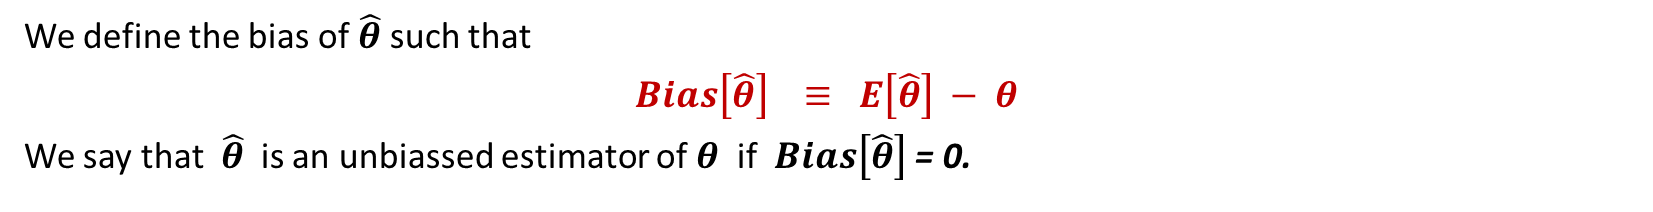 We define the bias of θ̂ such that
Bias[θ̂] ≡ E[θ̂] − θ
We say that θ̂ is an unbiassed estimator of θ if Bias[θ̂] = 0.